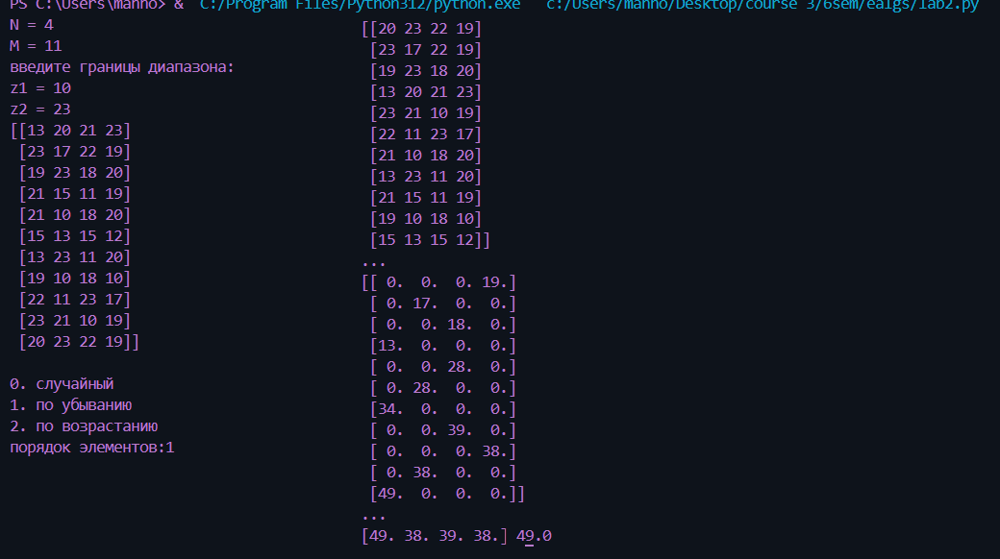 PS C:\Users\manho> & C:/Program Files/Python312/python.exe c:/Users/manho/Desktop/course 3/6sem/ealgs/lab2.py
N = 4
M = 11
введите границы диапазона:
z1 = 10
z2 = 23
[[13 20 21 23]
[23 17 22 19]
[19 23 18 20]
[21 15 11 19]
[21 10 18 20]
[15 13 15 12]
[13 23 11 20]
[19 10 18 10]
[22 11 23 17]
[23 21 10 19]
[20 23 22 19]]
0. случайный
1. по убыванию
2. по возрастанию
порядок элементов:1
[[20 23 22 19]
[23 17 22 19]
[19 23 18 20]
[13 20 21 23]
[23 21 10 19]
[22 11 23 17]
[21 10 18 20]
[13 23 11 20]
[21 15 11 19]
[19 10 18 10]
[15 13 15 12]]
...
[[ 0.  0.  0. 19.]
[ 0. 17.  0.  0.]
[ 0.  0. 18.  0.]
[13.  0.  0.  0.]
[ 0.  0. 28.  0.]
[ 0. 28.  0.  0.]
[34.  0.  0.  0.]
[ 0.  0. 39.  0.]
[ 0.  0.  0. 38.]
[ 0. 38.  0.  0.]
[49.  0.  0.  0.]]
...
[49. 38. 39. 38.] 49.0